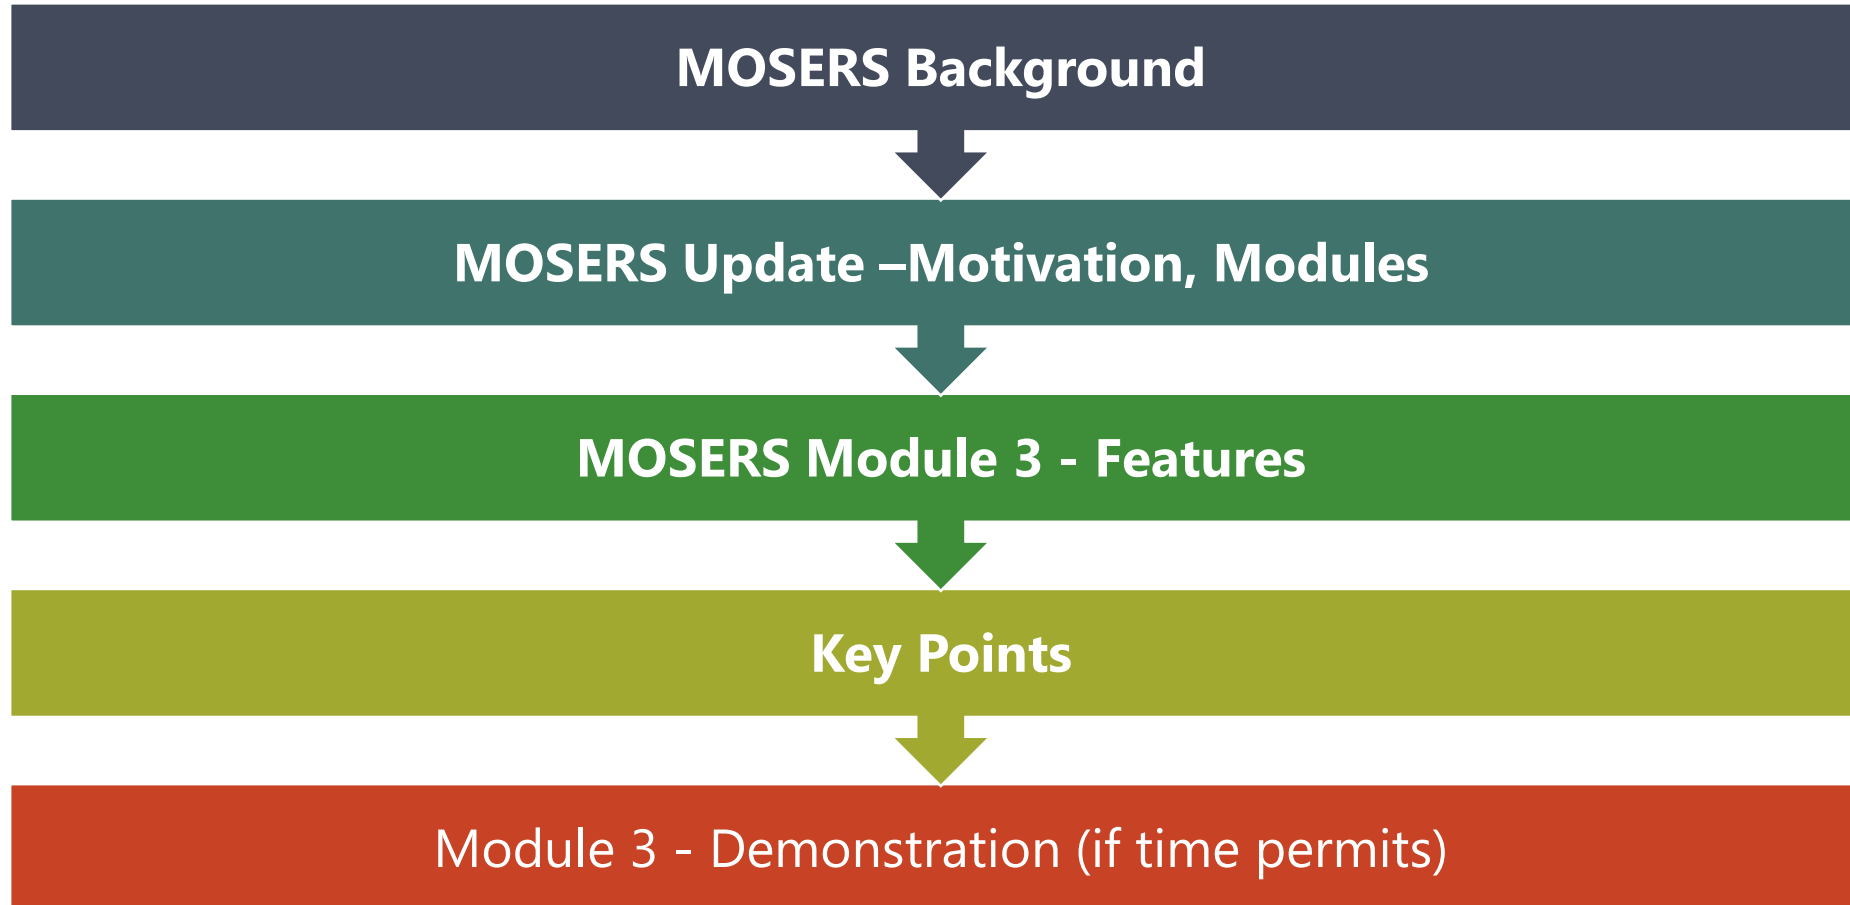 MOSERS Background
MOSERS Update –Motivation, Modules
MOSERS Module 3 - Features
Key Points
Module 3 - Demonstration (if time permits)